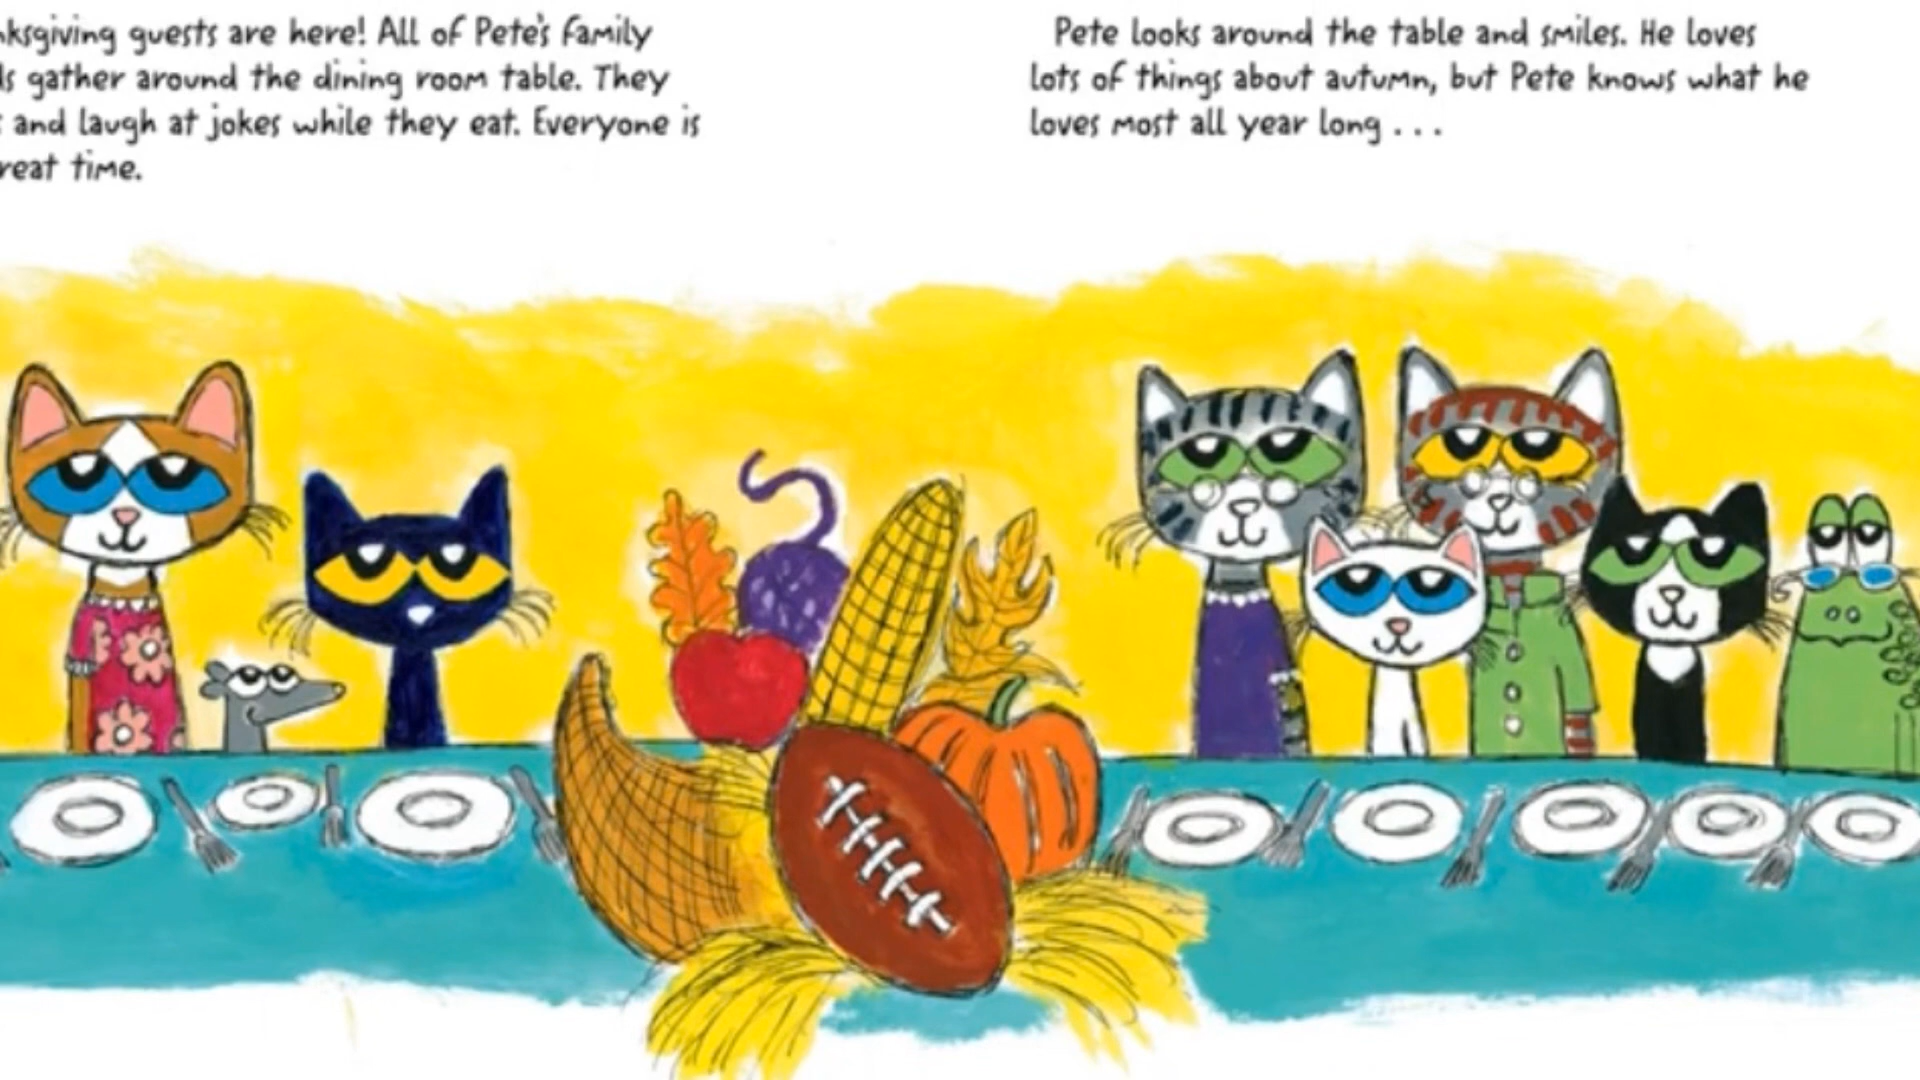 nksgiving guests are here! All of Pete's family
ls gather around the dining room table. They
and laugh at jokes while they eat. Everyone is
reat time.
Pete looks around the table and smiles. He loves
lots of things about autumn, but Pete knows what he
loves most all year long . . .